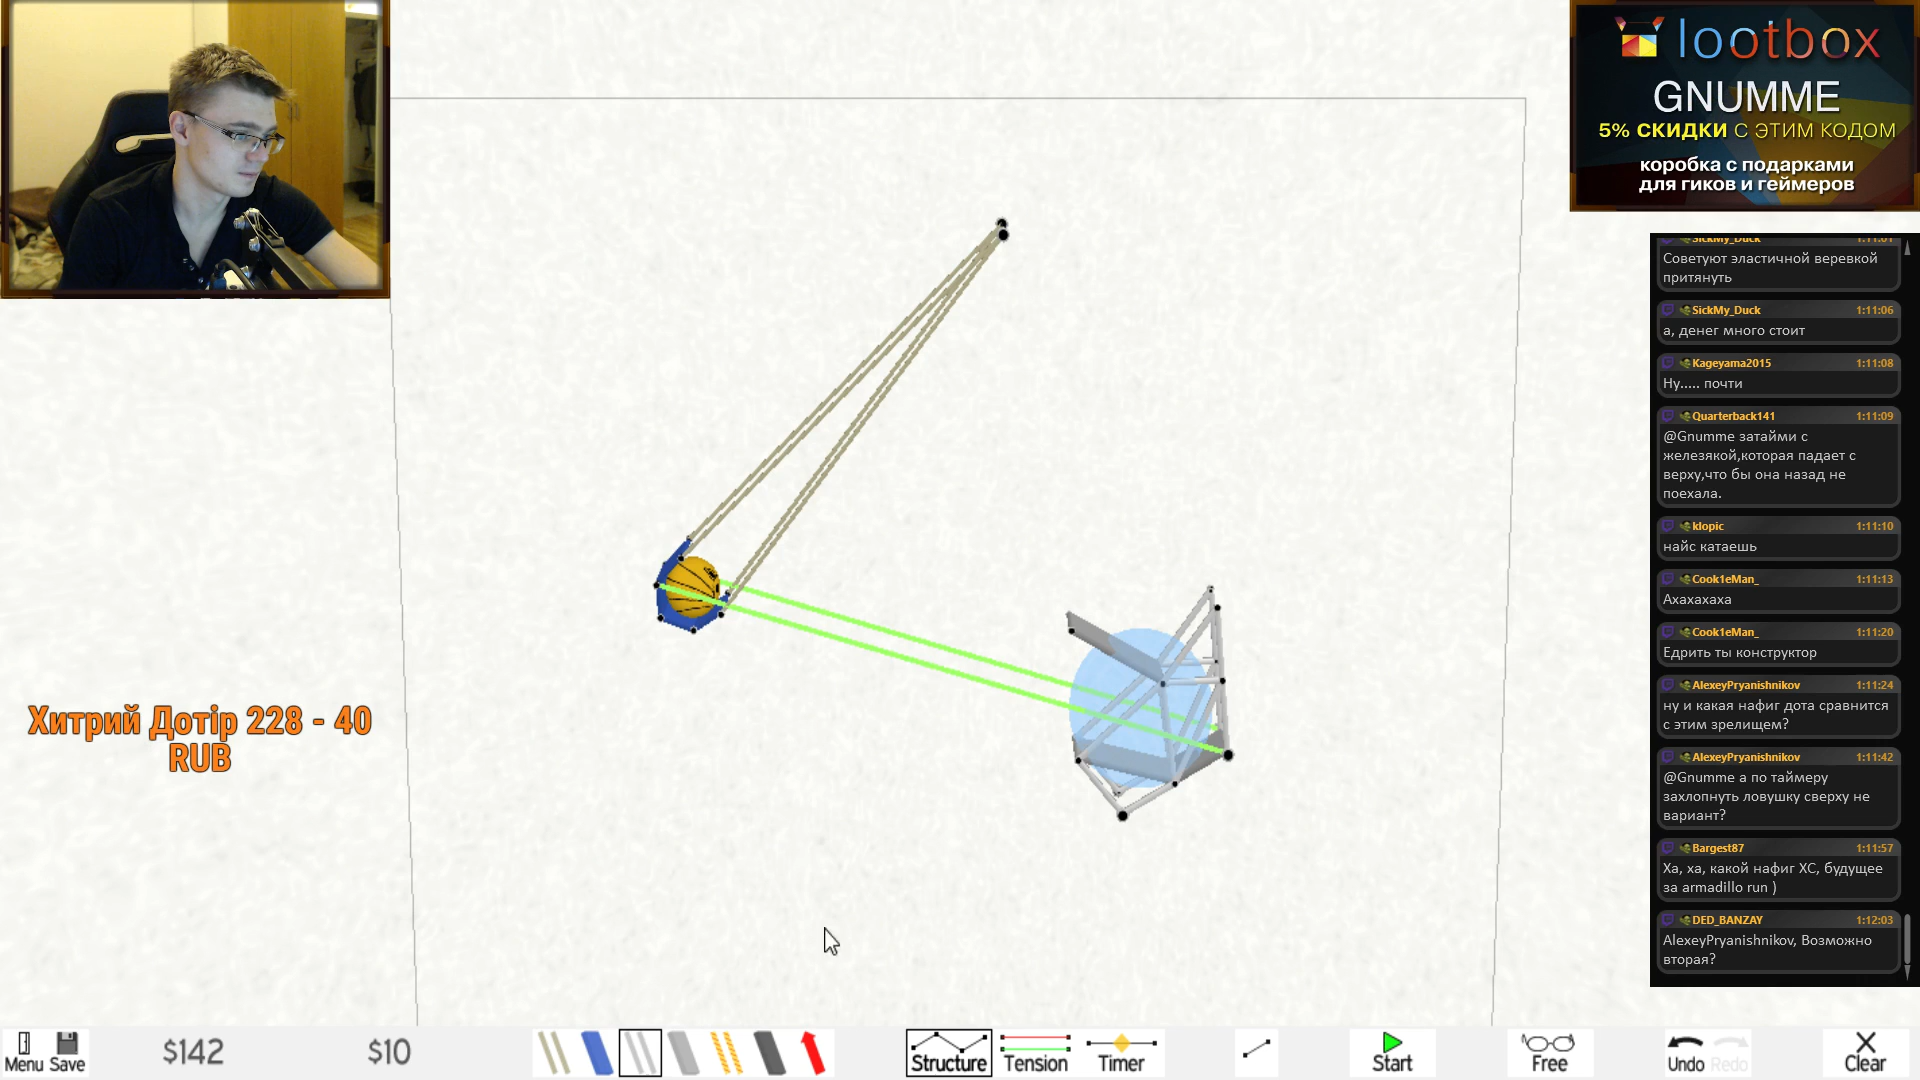 lootbox
GNUMME
5% СКИДКИ С ЭТИМ КОДОМ
коробка с подарками
для гиков и геймеров
SickMy_Duck 1:11:01
Советуют эластичной веревкой
притянуть
SickMy_Duck 1:11:06
а, денег много стоит
Kageyama2015 1:11:08
Ну..... почти
Quarterback141 1:11:09
@Gnumme затайми с
железякой,которая падает с
верху,что бы она назад не
поехала.
klopic 1:11:10
найс катаешь
Cook1eMan_ 1:11:13
Ахахахаха
Cook1eMan_ 1:11:20
Едрить ты конструктор
AlexeyPryanishnikov 1:11:24
ну и какая нафиг дота сравнится
с этим зрелищем?
AlexeyPryanishnikov 1:11:42
@Gnumme а по таймеру
захлопнуть ловушку сверху не
вариант?
Bargest87 1:11:57
Ха, ха, какой нафиг ХС, будущее
за armadillo run )
DED_BANZAY 1:12:03
AlexeyPryanishnikov, Возможно
вторая?
Хитрий Дотiр 228 - 40
RUB
Menu Save $142 $10 Structure Tension Timer Start Free Undo Redo Clear